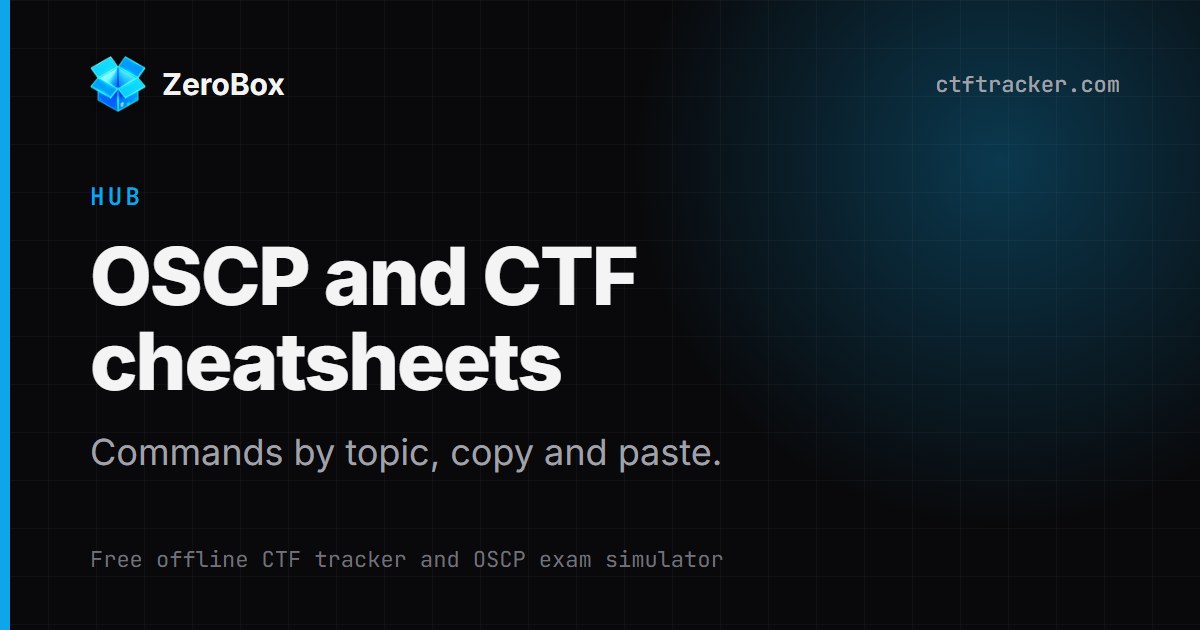 ZeroBox
ctftracker.com
HUB
OSCP and CTF
cheatsheets
Commands by topic, copy and paste.
Free offline CTF tracker and OSCP exam simulator